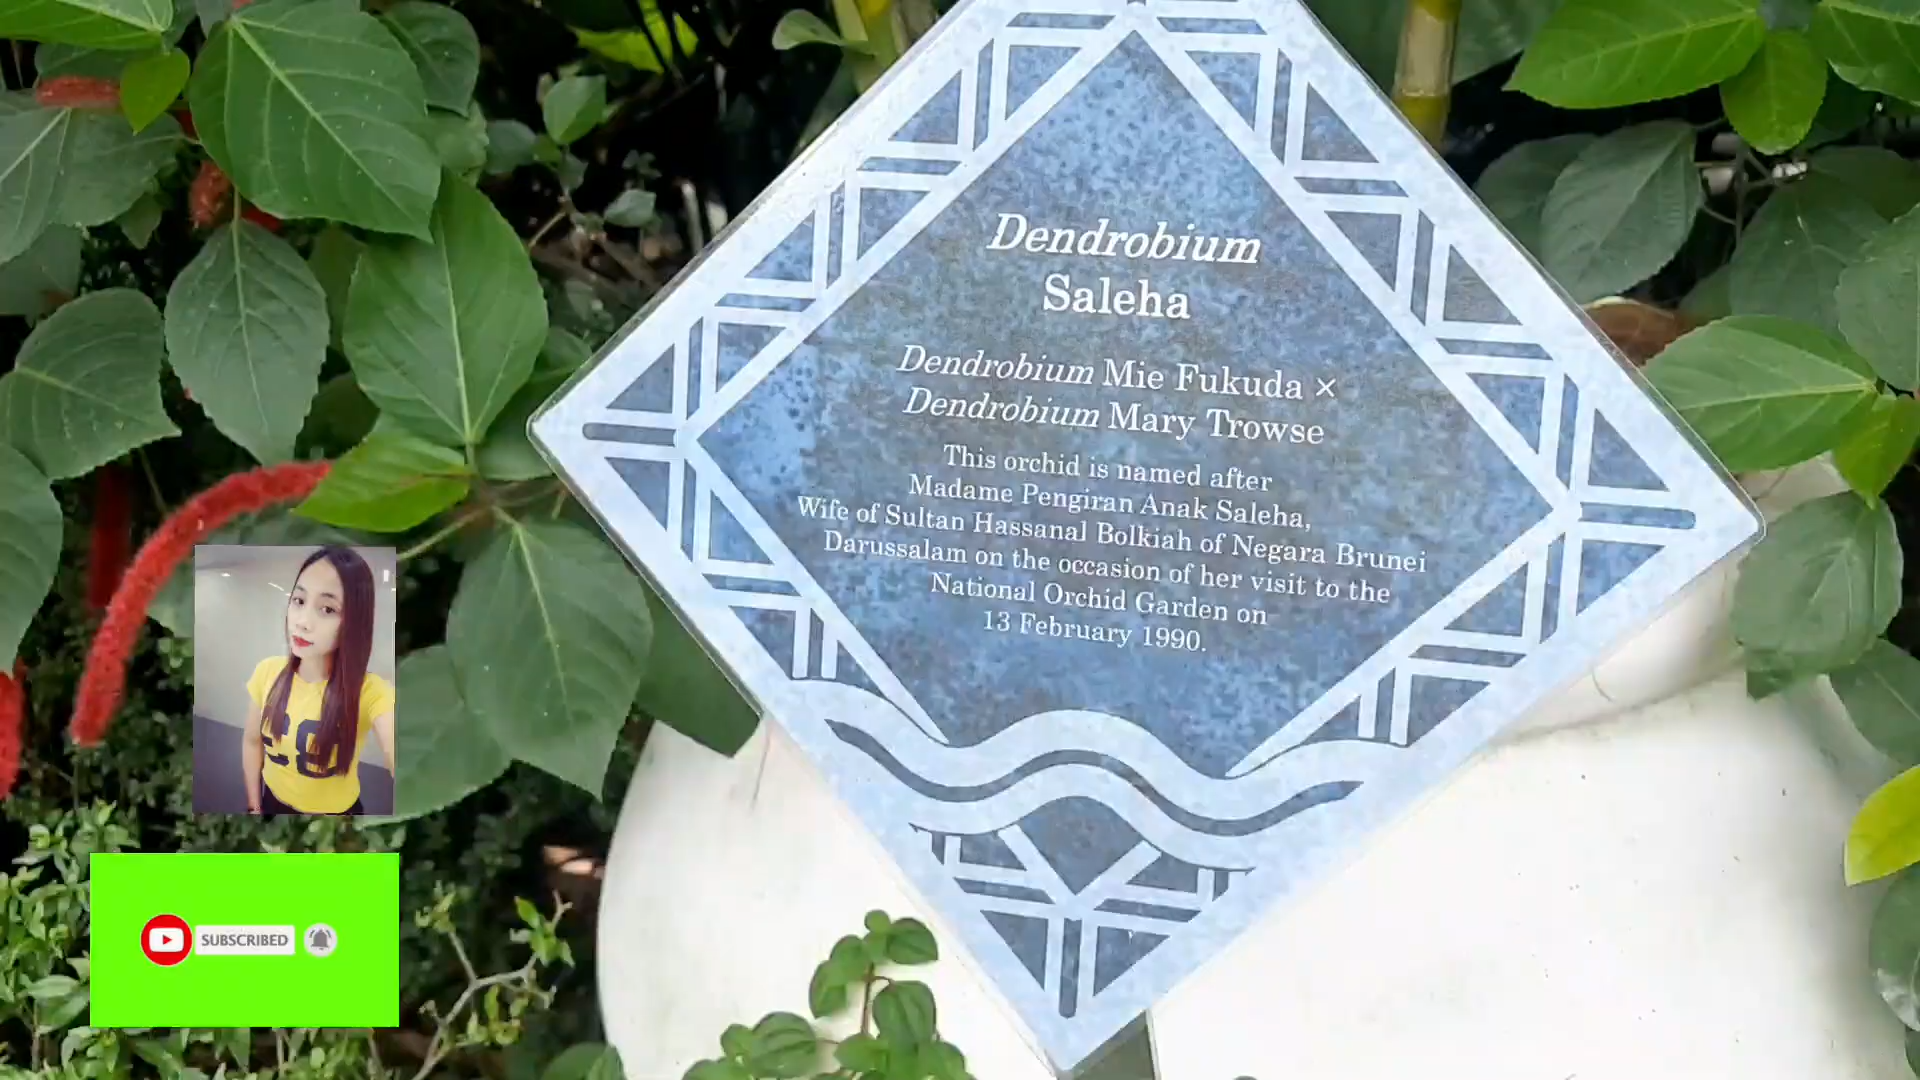 Dendrobium
Saleha
Dendrobium Mie Fukuda ×
Dendrobium Mary Trowse
This orchid is named after
Madame Pengiran Anak Saleha,
Wife of Sultan Hassanal Bolkiah of Negara Brunei
Darussalam on the occasion of her visit to the
National Orchid Garden on
13 February 1990.
SUBSCRIBED